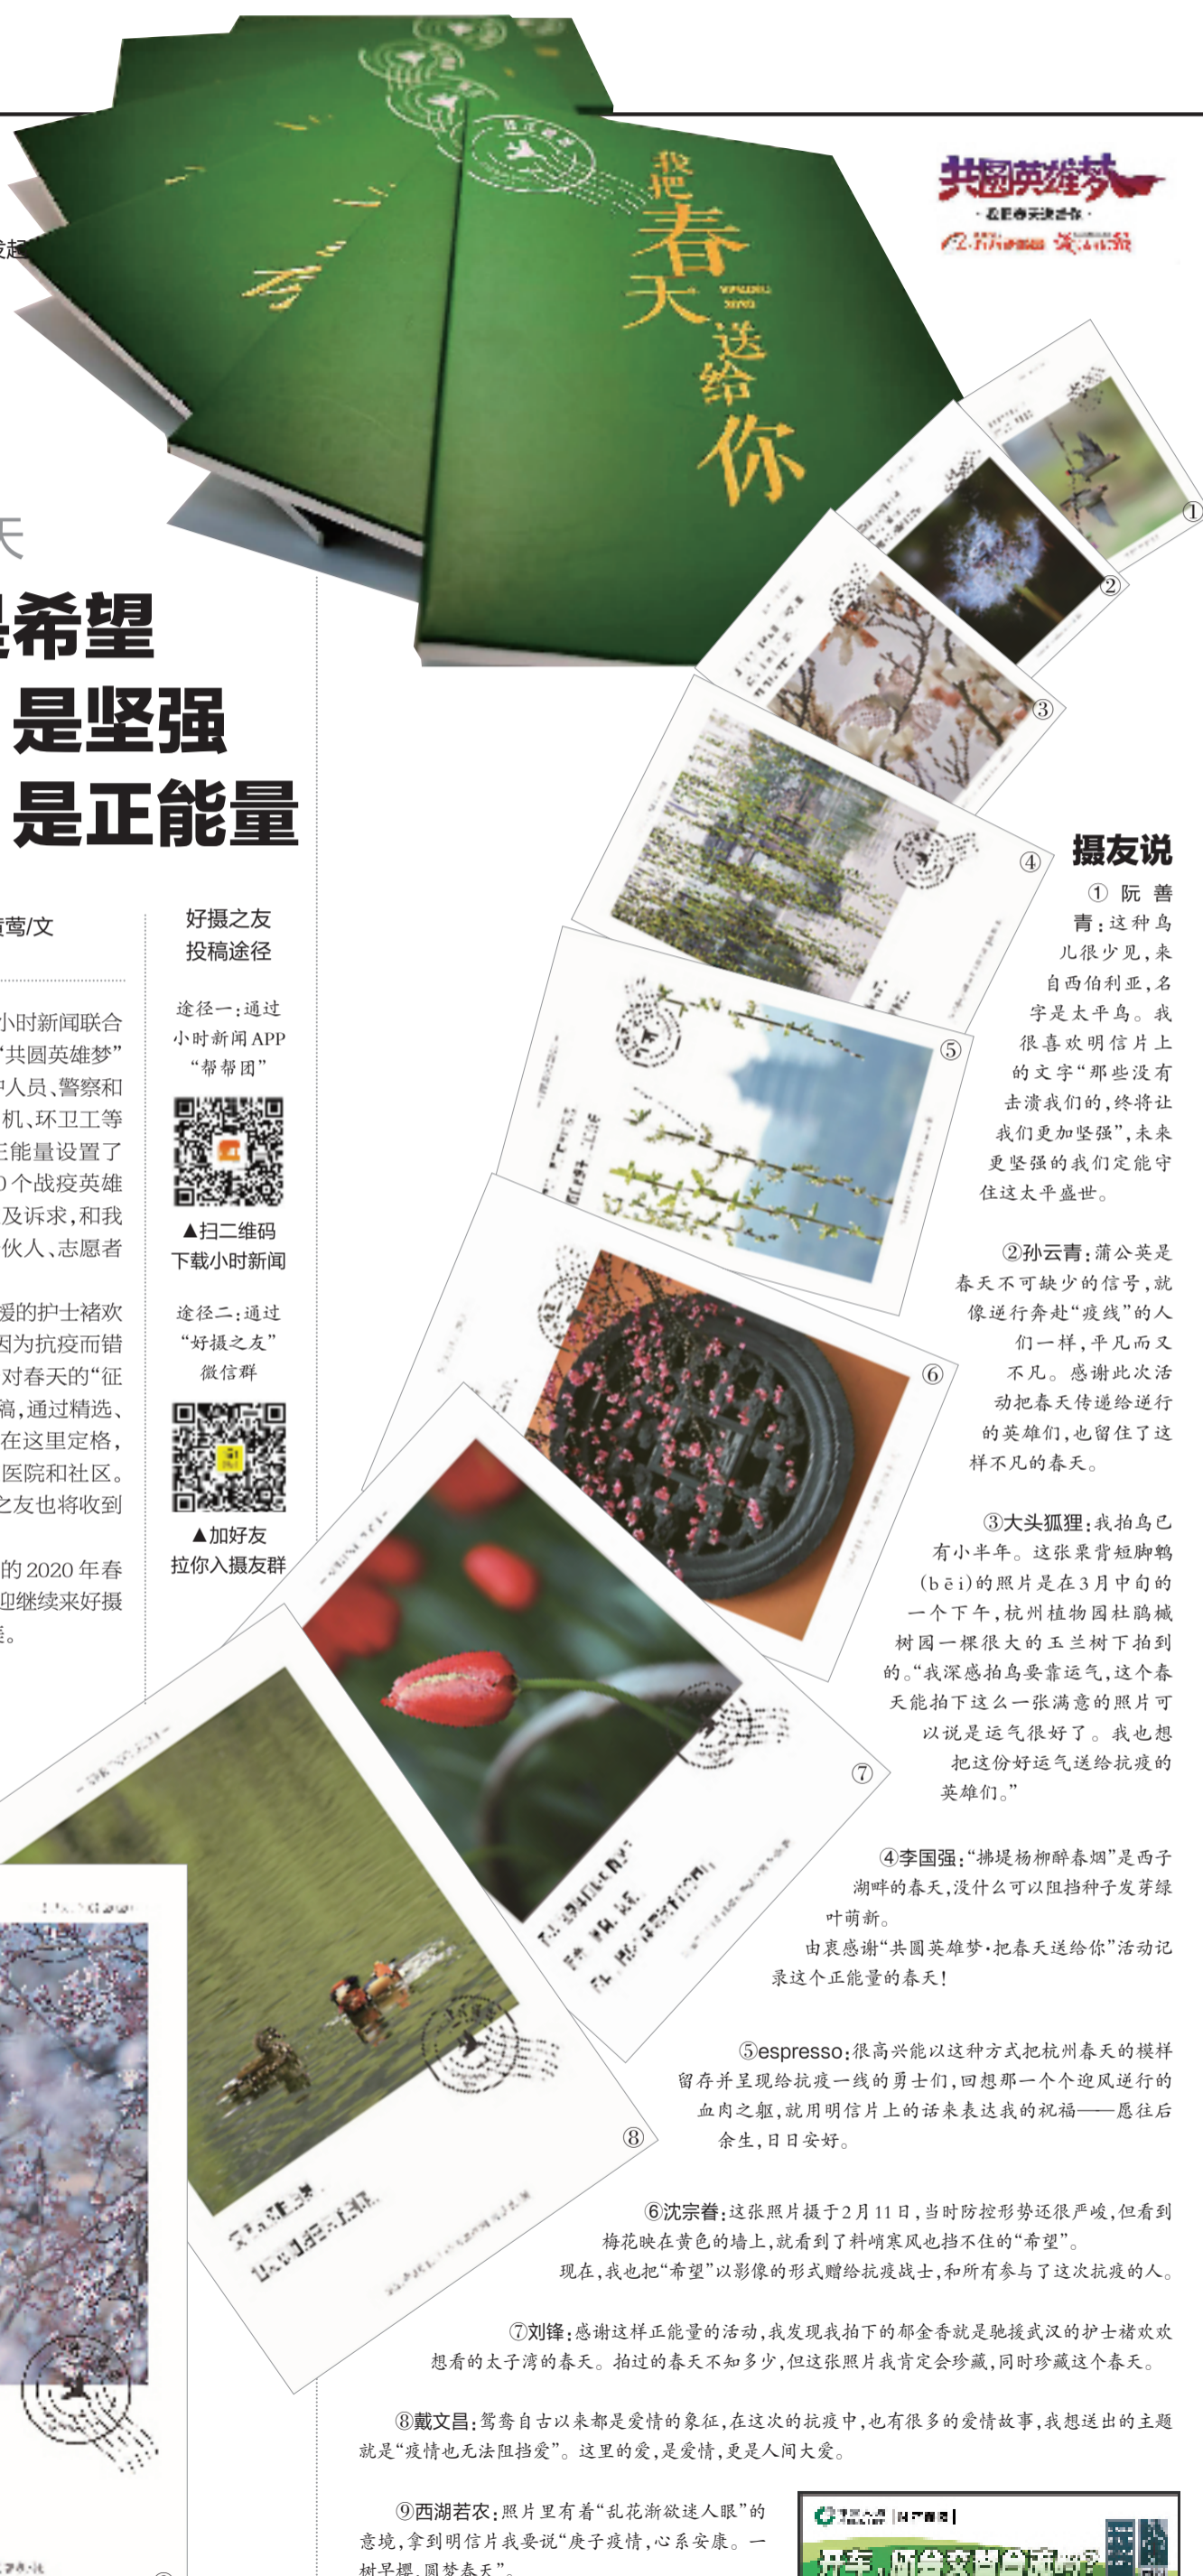 我把
春
天
送
给
你
共圆英雄梦
·我把春天送给你·
天
是希望
是坚强
是正能量
莺/文
小时新闻联合
“共圆英雄梦”
护人员、警察和
机、环卫工等
正能量设置了
0个战疫英雄
及诉求,和我
伙人、志愿者
援的护士褚欢
因为抗疫而错
对春天的“征
稿,通过精选、
在这里定格,
医院和社区。
之友也将收到
的2020年春
迎继续来好摄
好摄之友
投稿途径
途径一:通过
小时新闻APP
“帮帮团”
▲扫二维码
下载小时新闻
途径二:通过
“好摄之友”
微信群
▲加好友
拉你入摄友群
①
②
③
④
⑤
⑥
⑦
⑧
摄友说
①阮善
青:这种鸟
儿很少见,来
自西伯利亚,名
字是太平鸟。我
很喜欢明信片上
的文字“那些没有
击溃我们的,终将让
我们更加坚强”,未来
更坚强的我们定能守
住这太平盛世。
②孙云青:蒲公英是
春天不可缺少的信号,就
像逆行奔赴“疫线”的人
们一样,平凡而又
不凡。感谢此次活
动把春天传递给逆行
的英雄们,也留住了这
样不凡的春天。
③大头狐狸:我拍鸟已
有小半年。这张栗背短脚鹎
(bēi)的照片是在3月中旬的
一个下午,杭州植物园杜鹃槭
树园一棵很大的玉兰树下拍到
的。“我深感拍鸟要靠运气,这个春
天能拍下这么一张满意的照片可
以说是运气很好了。我也想
把这份好运气送给抗疫的
英雄们。”
④李国强:“拂堤杨柳醉春烟”是西子
湖畔的春天,没什么可以阻挡种子发芽绿
叶萌新。
由衷感谢“共圆英雄梦·把春天送给你”活动记
录这个正能量的春天!
⑤espresso:很高兴能以这种方式把杭州春天的模样
留存并呈现给抗疫一线的勇士们,回想那一个个迎风逆行的
血肉之躯,就用明信片上的话来表达我的祝福——愿往后
余生,日日安好。
⑥沈宗眷:这张照片摄于2月11日,当时防控形势还很严峻,但看到
梅花映在黄色的墙上,就看到了料峭寒风也挡不住的“希望”。
现在,我也把“希望”以影像的形式赠给抗疫战士,和所有参与了这次抗疫的人。
⑦刘锋:感谢这样正能量的活动,我发现我拍下的郁金香就是驰援武汉的护士褚欢欢
想看的太子湾的春天。拍过的春天不知多少,但这张照片我肯定会珍藏,同时珍藏这个春天。
⑧戴文昌:鸳鸯自古以来都是爱情的象征,在这次的抗疫中,也有很多的爱情故事,我想送出的主题
就是“疫情也无法阻挡爱”。这里的爱,是爱情,更是人间大爱。
⑨西湖若农:照片里有着“乱花渐欲迷人眼”的
意境,拿到明信片我要说“庚子疫情,心系安康。一
树早樱,圆梦春天”。